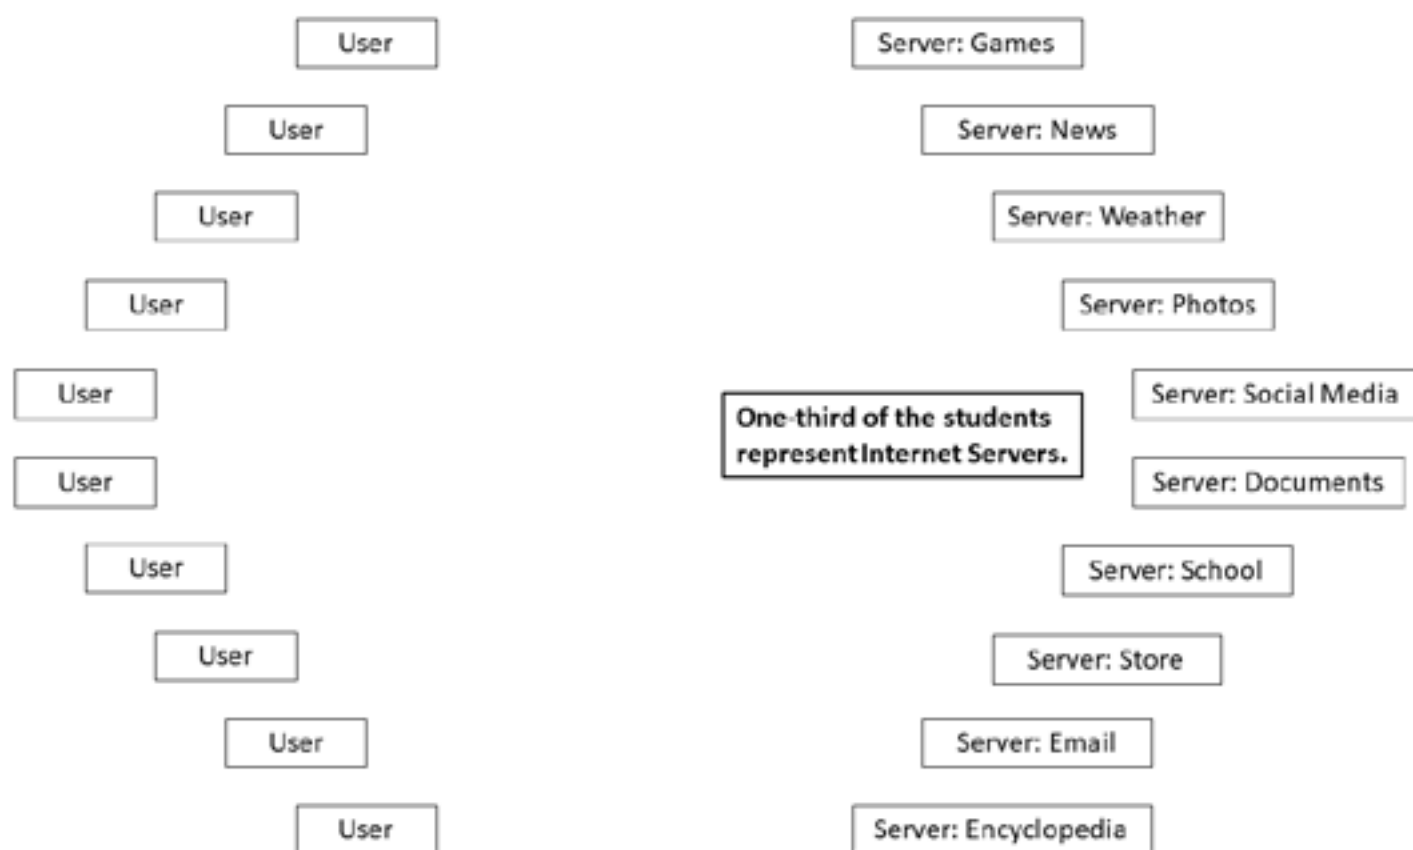 User
Server: Games
User
Server: News
User
Server: Weather
User
Server: Photos
User
Server: Social Media
One-third of the students
represent Internet Servers.
User
Server: Documents
User
Server: School
User
Server: Store
User
Server: Email
User
Server: Encyclopedia